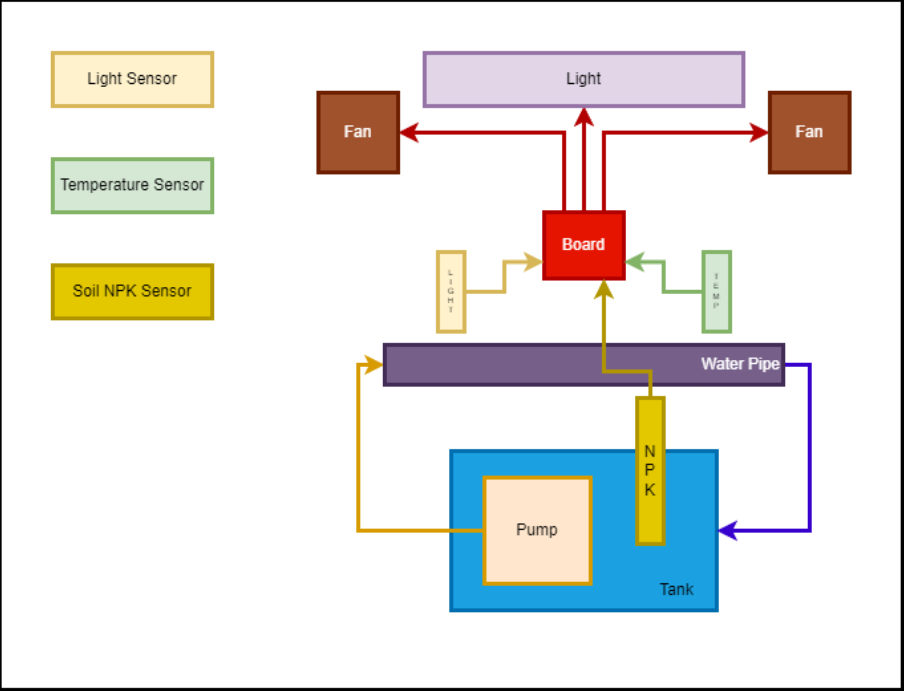 Light Sensor
Light
Fan
Fan
Temperature Sensor
Board
LIGHT
TEMP
Soil NPK Sensor
Water Pipe
NPK
Pump
Tank